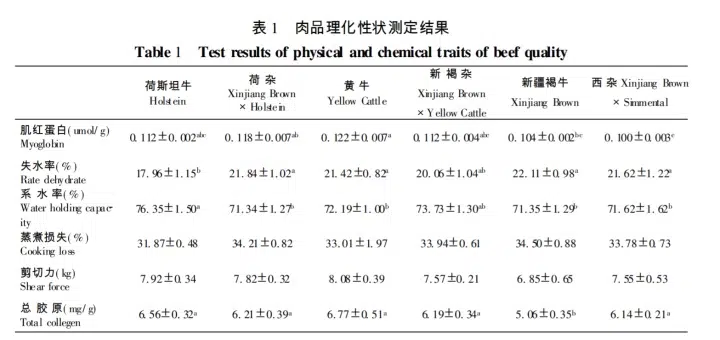 表 1 肉品理化性状测定结果
Table 1 Test results of physical and chemical traits of beef quality
荷斯坦牛 荷 杂 黄 牛 新 褐 杂 新疆褐牛 西 杂 Xinjiang Brown
Holstein Xinjiang Brown Yellow Cattle Xinjiang Brown Xinjiang Brown × Simmental
× Holstein × Yellow Cattle
肌红蛋白(umol/g) 0.112±0.002abc 0.118±0.007ab 0.122±0.007a 0.112±0.004abc 0.104±0.002bc 0.100±0.003c
Myoglobin
失水率(%) 17.96±1.15b 21.84±1.02a 21.42±0.82a 20.06±1.04ab 22.11±0.98a 21.62±1.22a
Rate dehydrate
系 水 率(%)
Water holding capac- 76.35±1.50a 71.34±1.27b 72.19±1.00b 73.73±1.30ab 71.35±1.29b 71.62±1.62b
ity
蒸煮损失(%) 31.87±0.48 34.21±0.82 33.01±1.97 33.94±0.61 34.50±0.88 33.78±0.73
Cooking loss
剪切力(kg) 7.92±0.34 7.82±0.32 8.08±0.39 7.57±0.21 6.85±0.65 7.55±0.53
Shear force
总 胶 原(mg/g) 6.56±0.32a 6.21±0.39a 6.77±0.51a 6.19±0.34a 5.06±0.35b 6.14±0.21a
Total collegen